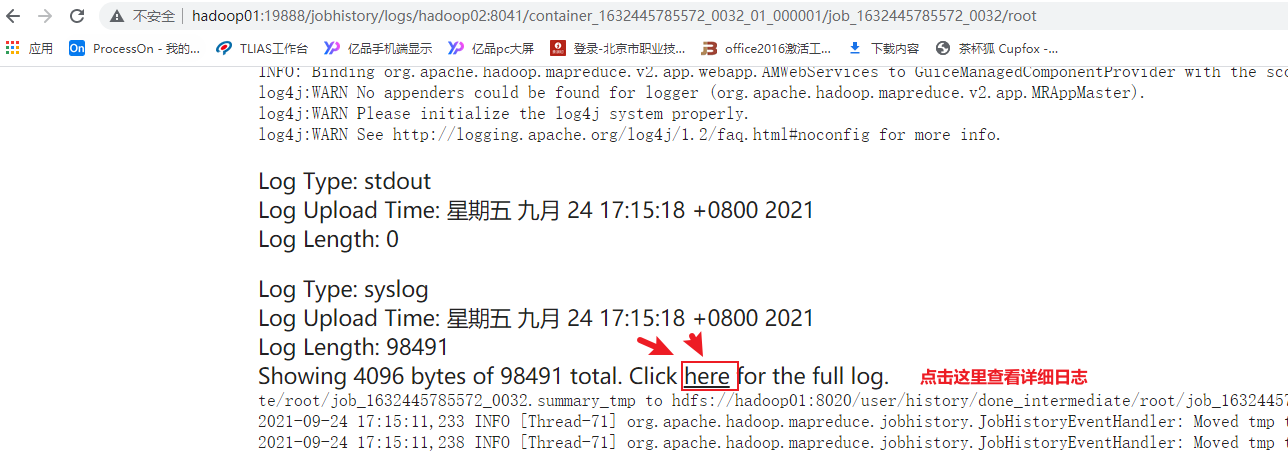 不安全 | hadoop01:19888/jobhistory/logs/hadoop02:8041/container_1632445785572_0032_01_000001/job_1632445785572_0032/root
应用 On ProcessOn - 我的... TLIAS工作台 亿品手机端显示 亿品pc大屏 登录-北京市职业技... office2016激活工... 下载内容 茶杯狐 Cupfox -...
INFO: Binding org.apache.hadoop.mapreduce.v2.app.webapp.AMWebServices to GuiceManagedComponentProvider with the sco
log4j:WARN No appenders could be found for logger (org.apache.hadoop.mapreduce.v2.app.MRAppMaster).
log4j:WARN Please initialize the log4j system properly.
log4j:WARN See http://logging.apache.org/log4j/1.2/faq.html#noconfig for more info.
Log Type: stdout
Log Upload Time: 星期五 九月 24 17:15:18 +0800 2021
Log Length: 0
Log Type: syslog
Log Upload Time: 星期五 九月 24 17:15:18 +0800 2021
Log Length: 98491
Showing 4096 bytes of 98491 total. Click here for the full log. 点击这里查看详细日志
te/root/job_1632445785572_0032.summary_tmp to hdfs://hadoop01:8020/user/history/done_intermediate/root/job_16324457
2021-09-24 17:15:11,233 INFO [Thread-71] org.apache.hadoop.mapreduce.jobhistory.JobHistoryEventHandler: Moved tmp t
2021-09-24 17:15:11,238 INFO [Thread-71] org.apache.hadoop.mapreduce.jobhistory.JobHistoryEventHandler: Moved tmp t